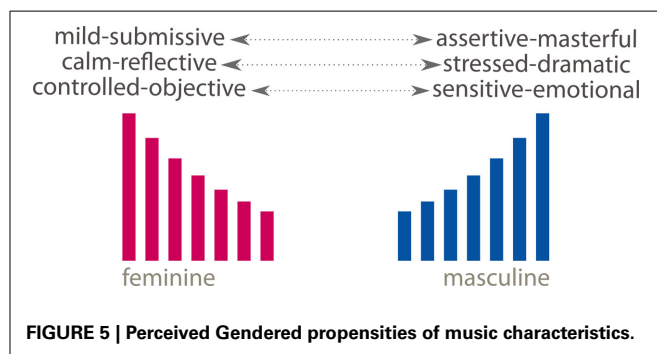 mild-submissive assertive-masterful
calm-reflective stressed-dramatic
controlled-objective sensitive-emotional
feminine masculine
FIGURE 5 | Perceived Gendered propensities of music characteristics.